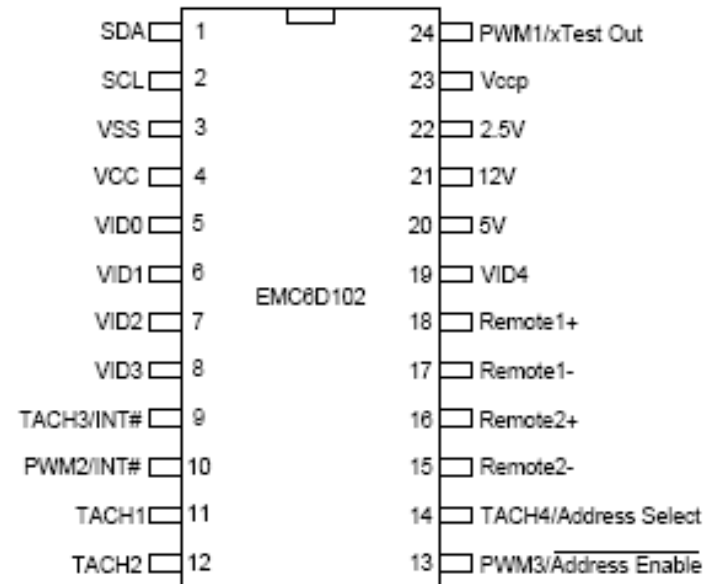 SDA 1 24 PWM1/xTest Out
SCL 2 23 Vccp
VSS 3 22 2.5V
VCC 4 21 12V
VID0 5 20 5V
VID1 6 19 VID4
EMC6D102
VID2 7 18 Remote1+
VID3 8 17 Remote1-
TACH3/INT# 9 16 Remote2+
PWM2/INT# 10 15 Remote2-
TACH1 11 14 TACH4/Address Select
TACH2 12 13 PWM3/Address Enable